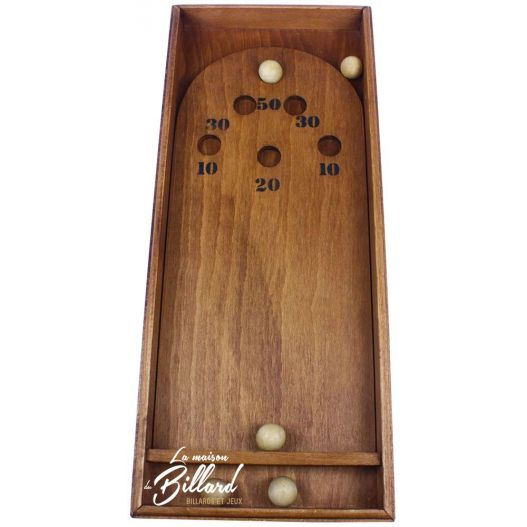 50
30 30
10 10
20
La maison
du Billard
BILLARDS ET JEUX